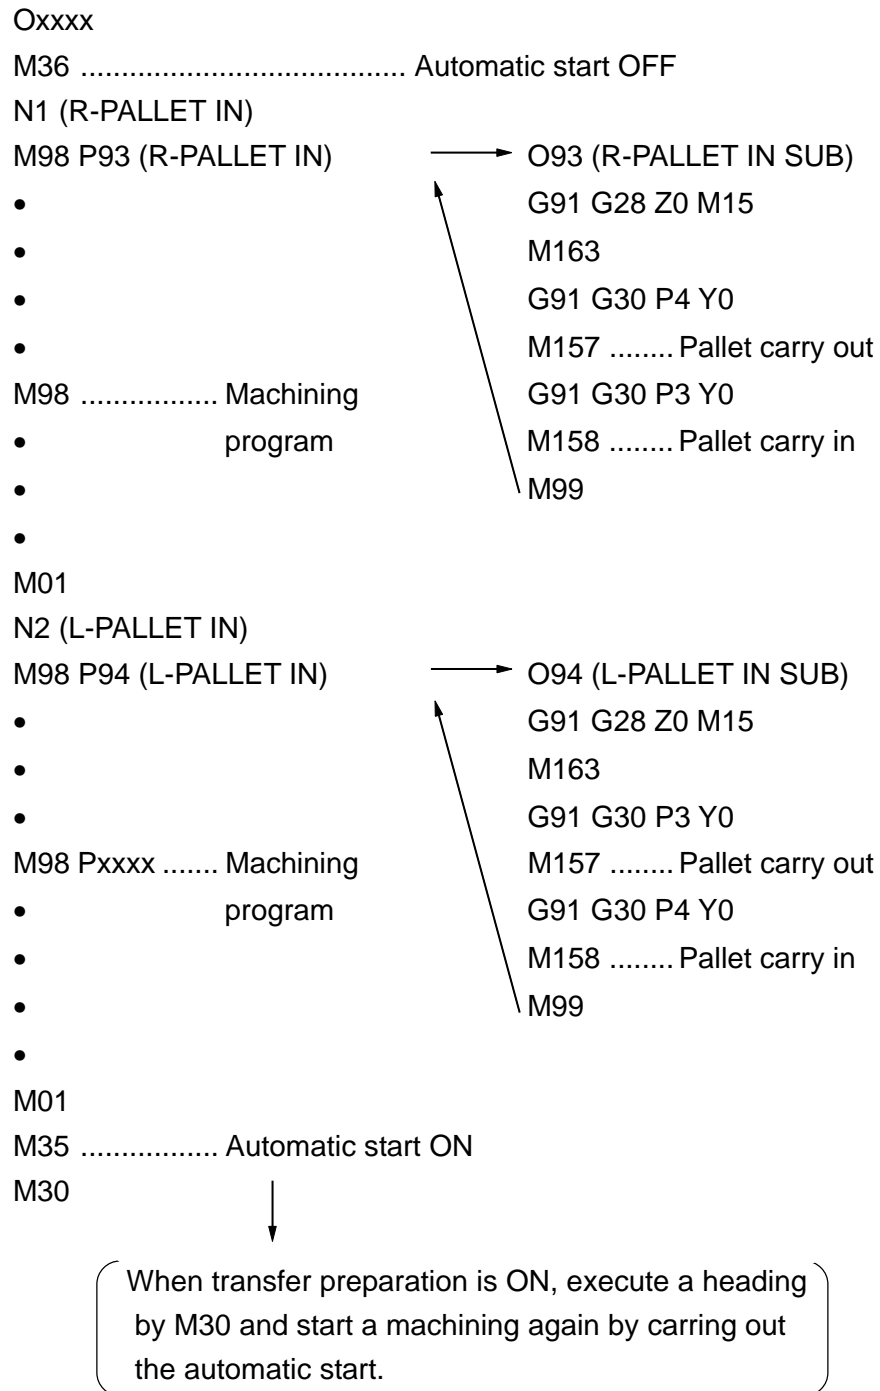 Oxxxx
M36 ........................................ Automatic start OFF
N1 (R-PALLET IN)
M98 P93 (R-PALLET IN) O93 (R-PALLET IN SUB)
• G91 G28 Z0 M15
• M163
• G91 G30 P4 Y0
• M157 ........ Pallet carry out
M98 ................. Machining G91 G30 P3 Y0
• program M158 ........ Pallet carry in
• M99
•
M01
N2 (L-PALLET IN)
M98 P94 (L-PALLET IN) O94 (L-PALLET IN SUB)
• G91 G28 Z0 M15
• M163
• G91 G30 P3 Y0
M98 Pxxxx ....... Machining M157 ........ Pallet carry out
• program G91 G30 P4 Y0
• M158 ........ Pallet carry in
• M99
•
M01
M35 ................. Automatic start ON
M30
When transfer preparation is ON, execute a heading
by M30 and start a machining again by carring out
the automatic start.